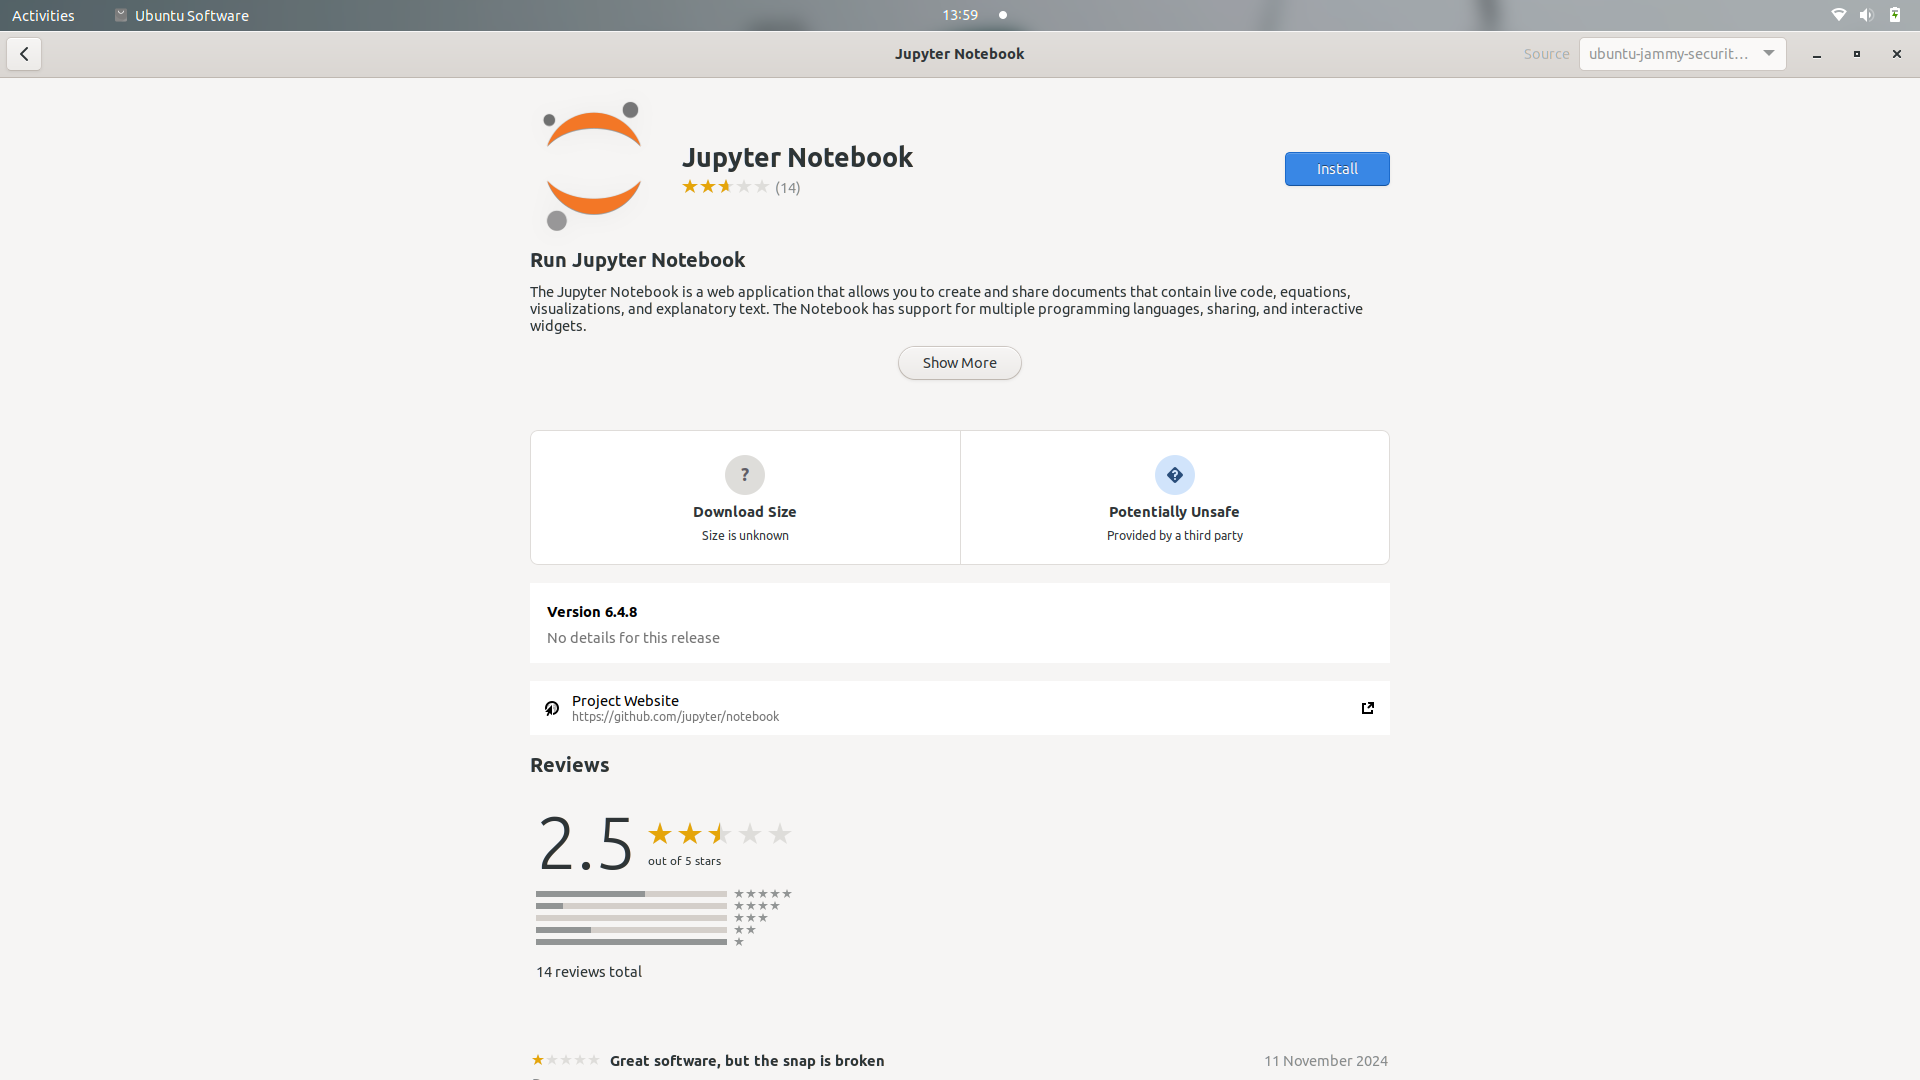 Activities
Ubuntu Software
13:59
Jupyter Notebook
Source
ubuntu-jammy-securit…
Jupyter Notebook
(14)
Install
Run Jupyter Notebook
The Jupyter Notebook is a web application that allows you to create and share documents that contain live code, equations,
visualizations, and explanatory text. The Notebook has support for multiple programming languages, sharing, and interactive
widgets.
Show More
?
Download Size
Size is unknown
?
Potentially Unsafe
Provided by a third party
Version 6.4.8
No details for this release
Project Website
https://github.com/jupyter/notebook
Reviews
2.5
out of 5 stars
14 reviews total
Great software, but the snap is broken
11 November 2024